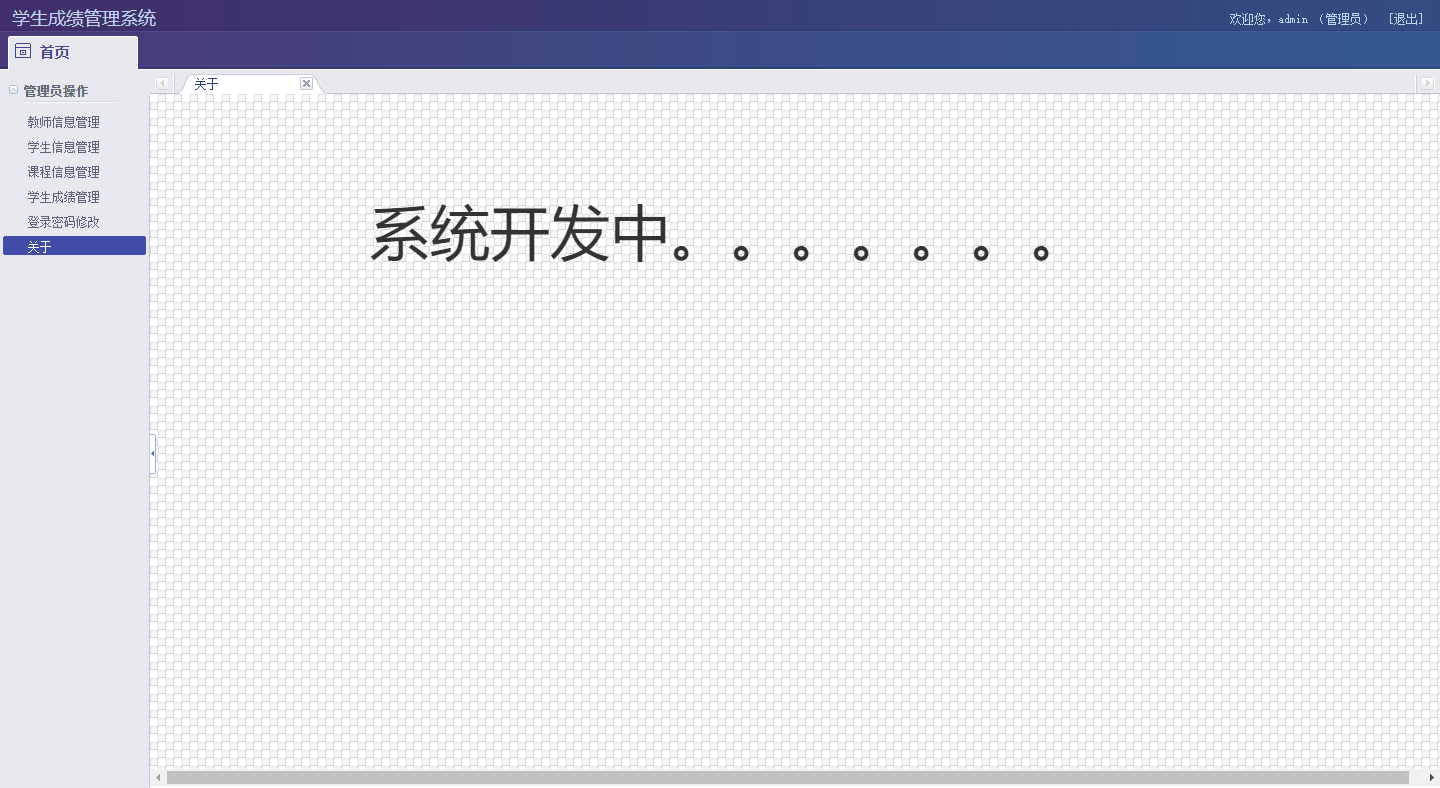 学生成绩管理系统
欢迎您，admin （管理员） [退出]
首页
管理员操作
关于
教师信息管理
学生信息管理
课程信息管理
学生成绩管理
登录密码修改
关于
系统开发中。。。。。。。